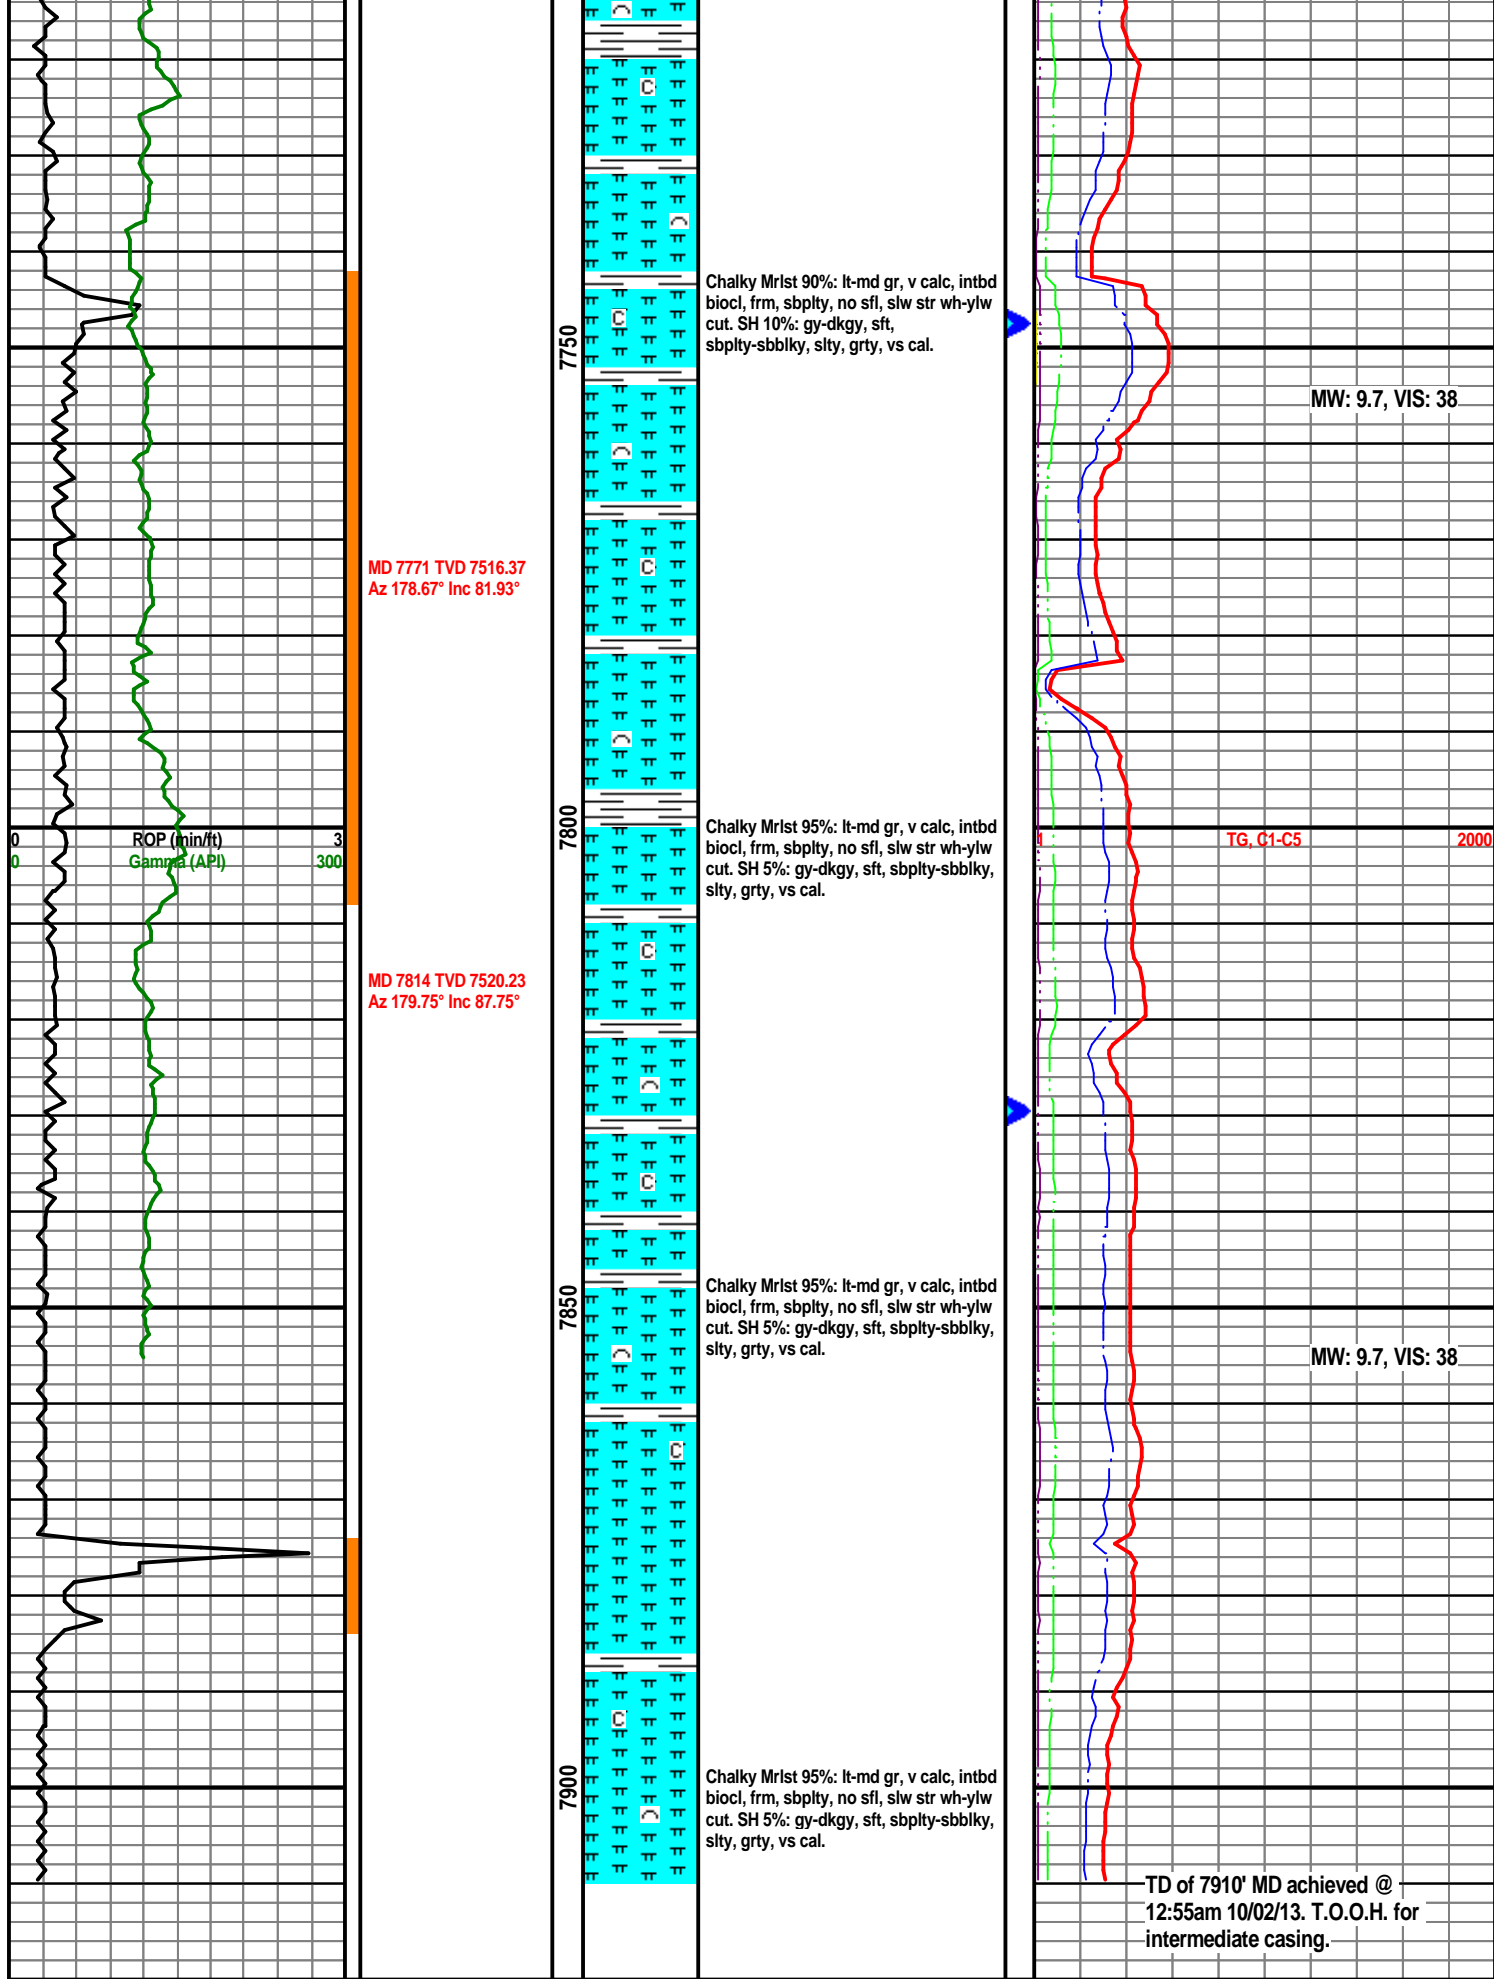 Chalky Mrlst 90%: lt-md gr, v calc, intbd
biocl, frm, sbplty, no sfl, slw str wh-ylw
cut. SH 10%: gy-dkgy, sft,
sbplty-sbblky, slty, grty, vs cal.
7750
MW: 9.7, VIS: 38
MD 7771 TVD 7516.37
Az 178.67° Inc 81.93°
7800
0 ROP (min/ft) 3
0 Gamma (API) 300
Chalky Mrlst 95%: lt-md gr, v calc, intbd
biocl, frm, sbplty, no sfl, slw str wh-ylw
cut. SH 5%: gy-dkgy, sft, sbplty-sbblky,
slty, grty, vs cal.
1 TG, C1-C5 2000
MD 7814 TVD 7520.23
Az 179.75° Inc 87.75°
7850
Chalky Mrlst 95%: lt-md gr, v calc, intbd
biocl, frm, sbplty, no sfl, slw str wh-ylw
cut. SH 5%: gy-dkgy, sft, sbplty-sbblky,
slty, grty, vs cal.
MW: 9.7, VIS: 38
C
C
C
C
C
C
C
7900
Chalky Mrlst 95%: lt-md gr, v calc, intbd
biocl, frm, sbplty, no sfl, slw str wh-ylw
cut. SH 5%: gy-dkgy, sft, sbplty-sbblky,
slty, grty, vs cal.
TD of 7910' MD achieved @
12:55am 10/02/13. T.O.O.H. for
intermediate casing.